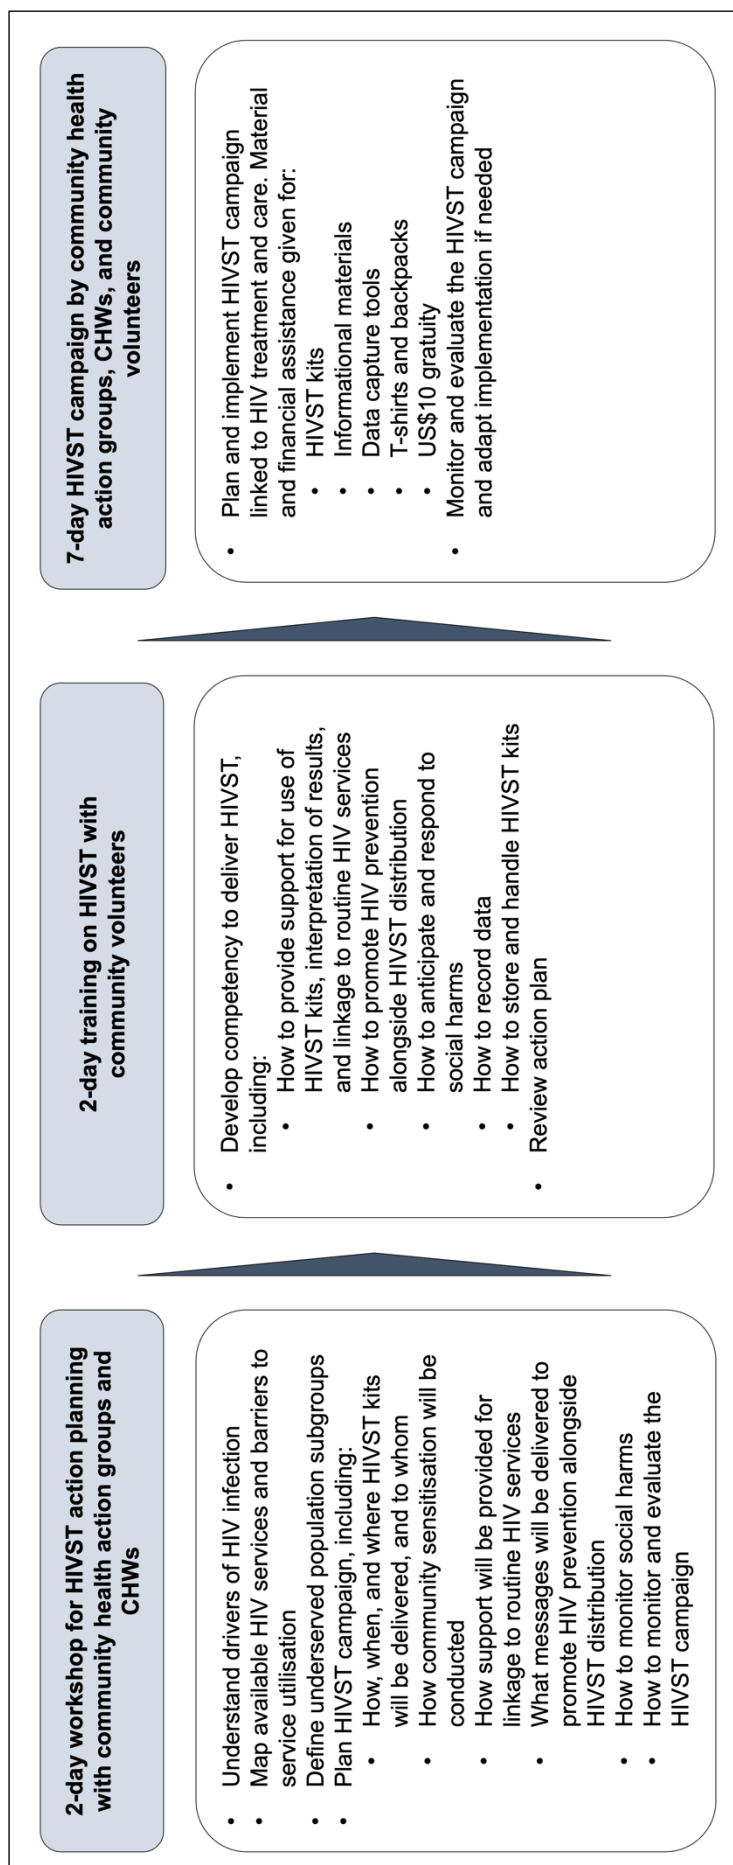 2-day workshop for HIVST action planning
with community health action groups and
CHWs
• Understand drivers of HIV infection
• Map available HIV services and barriers to
service utilisation
• Define underserved population subgroups
• Plan HIVST campaign, including:
• How, when, and where HIVST kits
will be delivered, and to whom
• How community sensitisation will be
conducted
• How support will be provided for
linkage to routine HIV services
• What messages will be delivered to
promote HIV prevention alongside
HIVST distribution
• How to monitor social harms
• How to monitor and evaluate the
HIVST campaign
2-day training on HIVST with
community volunteers
• Develop competency to deliver HIVST,
including:
• How to provide support for use of
HIVST kits, interpretation of results,
and linkage to routine HIV services
• How to promote HIV prevention
alongside HIVST distribution
• How to anticipate and respond to
social harms
• How to record data
• How to store and handle HIVST kits
• Review action plan
7-day HIVST campaign by community health
action groups, CHWs, and community
volunteers
• Plan and implement HIVST campaign
linked to HIV treatment and care. Material
and financial assistance given for:
• HIVST kits
• Informational materials
• Data capture tools
• T-shirts and backpacks
• US$10 gratuity
• Monitor and evaluate the HIVST campaign
and adapt implementation if needed